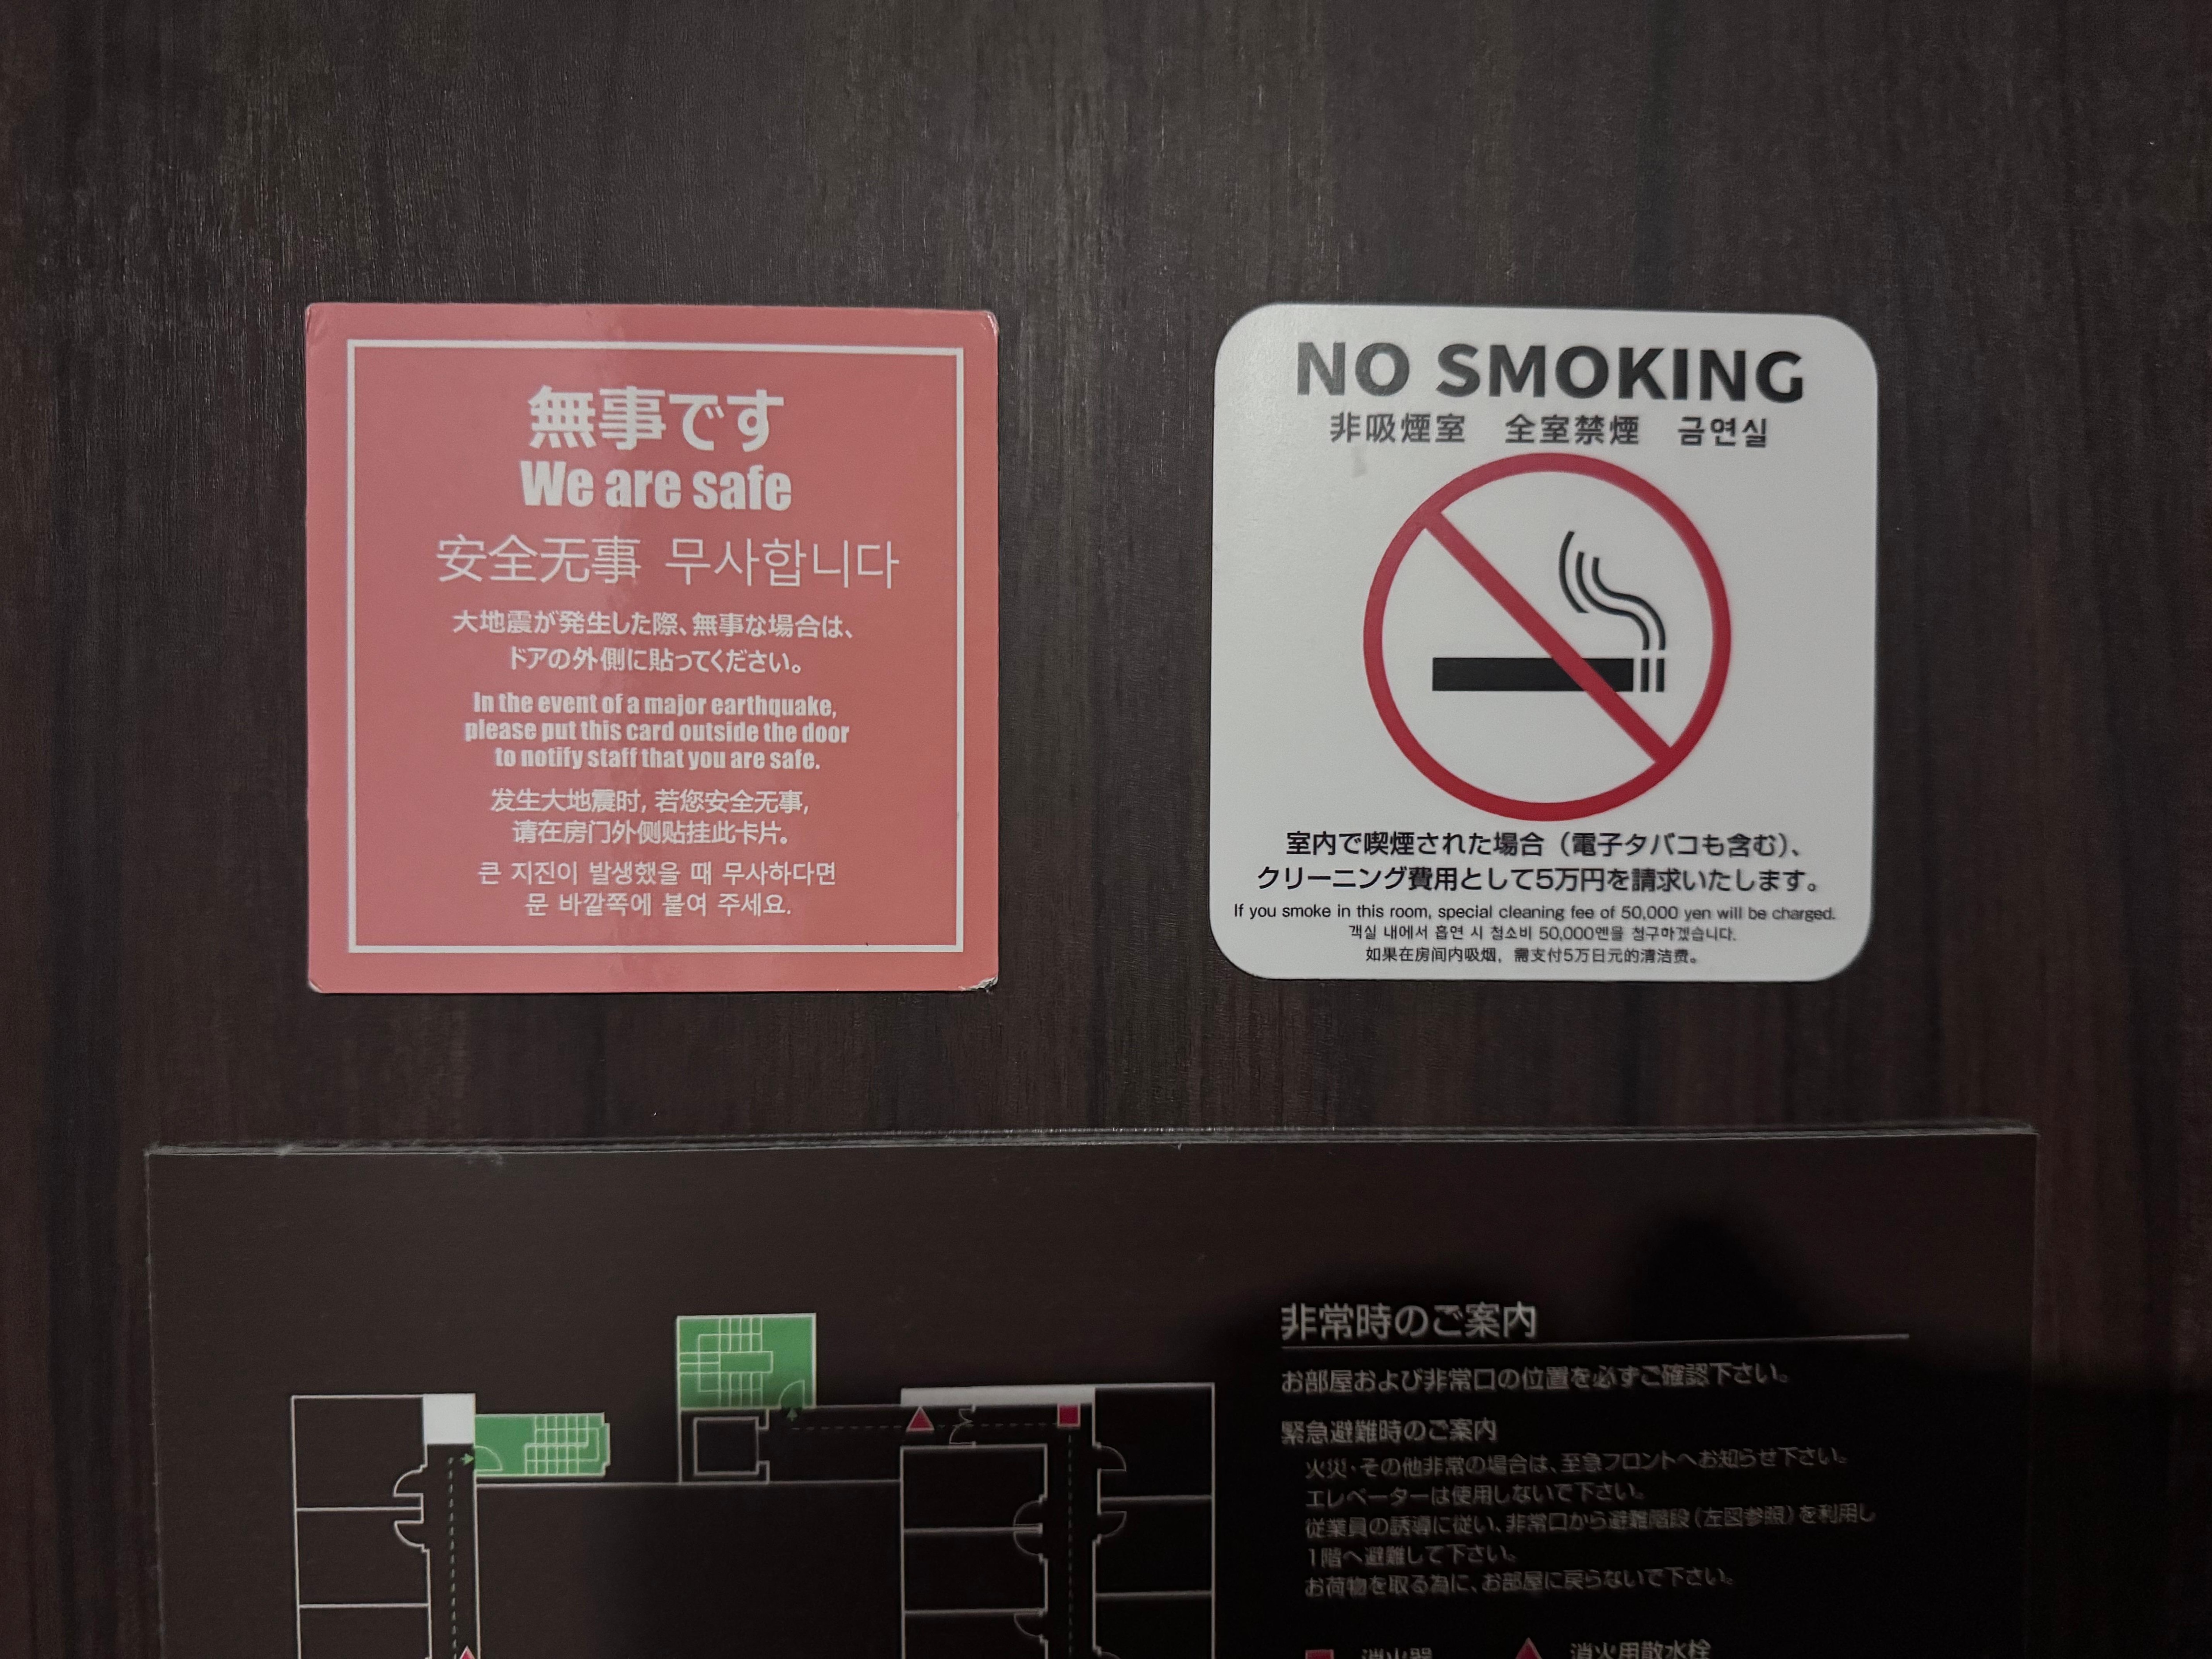 無事です
We are safe
安全无事 무사합니다
大地震が発生した際、無事な場合は、
ドアの外側に貼ってください。
In the event of a major earthquake,
please put this card outside the door
to notify staff that you are safe.
发生大地震时, 若您安全无事,
请在房门外侧贴挂此卡片。
큰 지진이 발생했을 때 무사하다면
문 바깥쪽에 붙여 주세요.
NO SMOKING
非吸煙室 全室禁煙 금연실
室内で喫煙された場合（電子タバコも含む）、
クリーニング費用として5万円を請求いたします。
If you smoke in this room, special cleaning fee of 50,000 yen will be charged.
객실 내에서 흡연 시 청소비 50,000엔을 청구하겠습니다.
如果在房间内吸烟，需支付5万日元的清洁费。
非常時のご案内
お部屋および非常口の位置を必ずご確認下さい。
緊急避難時のご案内
火災・その他非常の場合は、至急フロントへお知らせ下さい。
エレベーターは使用しないで下さい。
従業員の誘導に従い、非常口から避難階段（左図参照）を利用し
1階へ避難して下さい。
お荷物を取る為に、お部屋に戻らないで下さい。
消火器 消火用散水栓